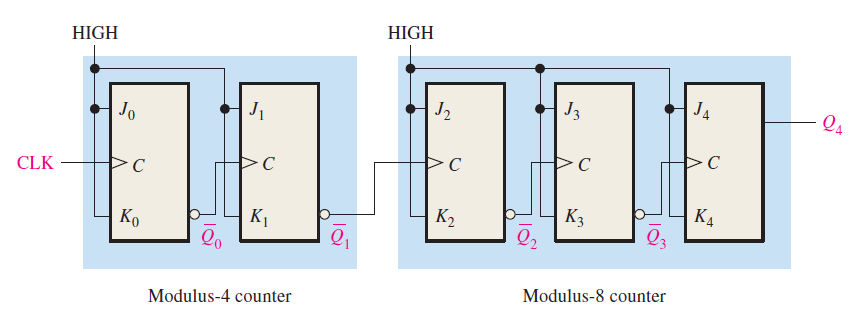 HIGH
HIGH
J₀
J₁
J₂
J₃
J₄
Q₄
CLK
C
C
C
C
C
K₀
K₁
K₂
K₃
K₄
Q̅₀
Q̅₁
Q̅₂
Q̅₃
Modulus-4 counter
Modulus-8 counter